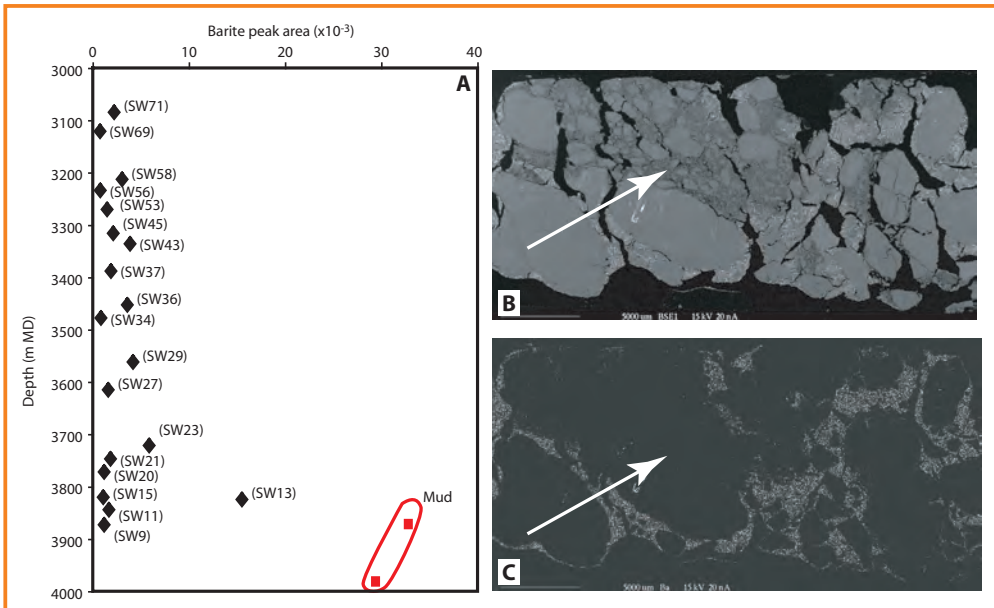 Barite peak area (x10-3)
0 10 20 30 40
A
Depth (m MD)
3000
3100
3200
3300
3400
3500
3600
3700
3800
3900
4000
(SW71)
(SW69)
(SW58)
(SW56)
(SW53)
(SW45)
(SW43)
(SW37)
(SW36)
(SW34)
(SW29)
(SW27)
(SW23)
(SW21)
(SW20)
(SW15)
(SW13)
(SW11)
(SW9)
Mud
B
5000 um BSE1 15 kV 20 nA
C
5000 um Ba 15 kV 20 nA